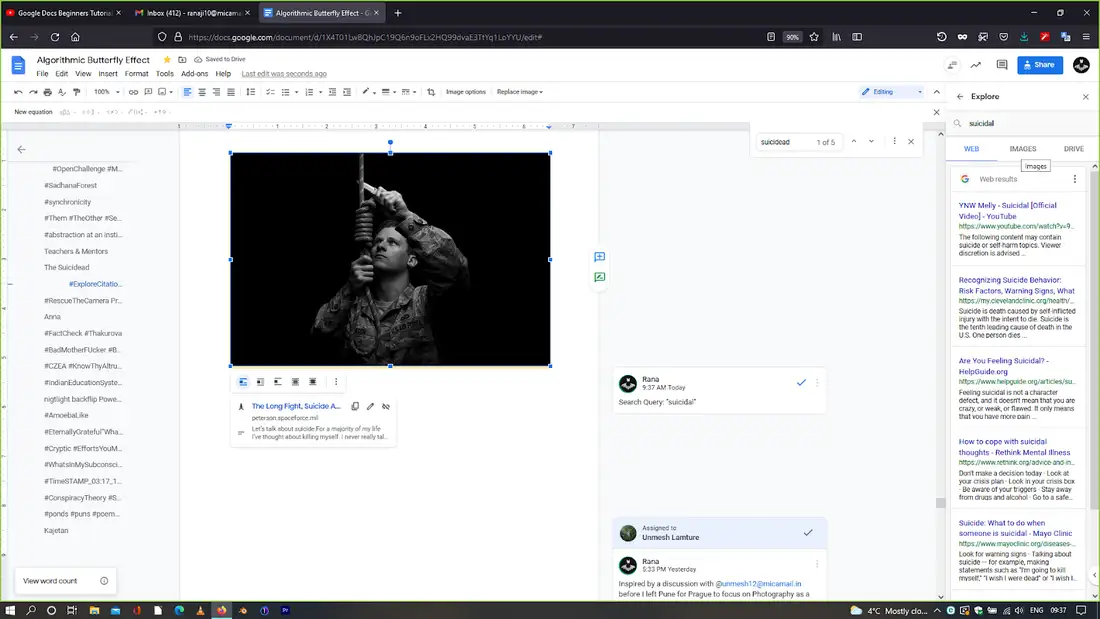 Google Docs Beginners Tutorial
Inbox (412) - ranaji10@micamai
Algorithmic Butterfly Effect - G
https://docs.google.com/document/d/
90%
Algorithmic Butterfly Effect
Saved to Drive
File Edit View Insert Format Tools Add-ons Help
Last edit was seconds ago
Share
100%
Image options
Replace image
Editing
New equation
Explore
suicidal
WEB
IMAGES
DRIVE
Images
suicidead
1 of 5
#OpenChallenge #M...
#SadhanaForest
#synchronicity
#Them #TheOther #Se...
#abstraction at an insti...
Teachers & Mentors
The Suicidead
#ExploreCitatio...
#RescueTheCamera Pr...
Anna
#FactCheck #Thakurova
#BadMotherFUcker #B...
#CZEA #KnowThyAltru...
#IndianEducationSyste...
nigtlight backflip Powe...
#AmoebaLike
#EternallyGrateful"Wha...
#Cryptic #EffortsYouM...
#WhatsInMySubconsci...
#TimeSTAMP_03:17_1...
#ConspiracyTheory #S...
#ponds #puns #poem...
Kajetan
View word count
The Long Fight, Suicide A...
peterson.spaceforce.mil
Let's talk about suicide.For a majority of my life
I've thought about killing myself. I never really tal...
Rana
9:37 AM Today
Search Query: "suicidal"
Assigned to
Unmesh Lamture
Rana
5:33 PM Yesterday
Inspired by a discussion with @unmesh12@micamail.in
before I left Pune for Prague to focus on Photography as a
Web results
YNW Melly - Suicidal [Official
Video] - YouTube
https://www.youtube.com/watch?v=9...
The following content may contain
suicide or self-harm topics. Viewer
discretion is advised ...
Recognizing Suicide Behavior:
Risk Factors, Warning Signs, What
https://my.clevelandclinic.org/health/...
Suicide is death caused by self-inflicted
injury with the intent to die. Suicide is
the tenth leading cause of death in the
U.S. One person dies ...
Are You Feeling Suicidal? -
HelpGuide.org
https://www.helpguide.org/articles/su...
Feeling suicidal is not a character
defect, and it doesn't mean that you are
crazy, or weak, or flawed. It only means
that you have more pain ...
How to cope with suicidal
thoughts - Rethink Mental Illness
https://www.rethink.org/advice-and-in...
Don't make a decision today · Look at
your crisis plan · Look in your crisis box
· Be aware of your triggers · Stay away
from drugs and alcohol · Go to a safe...
Suicide: What to do when
someone is suicidal - Mayo Clinic
https://www.mayoclinic.org/diseases-...
Look for warning signs · Talking about
suicide — for example, making
statements such as "I'm going to kill
myself," "I wish I were dead" or "I wish I...
4°C Mostly clo...
ENG
09:37